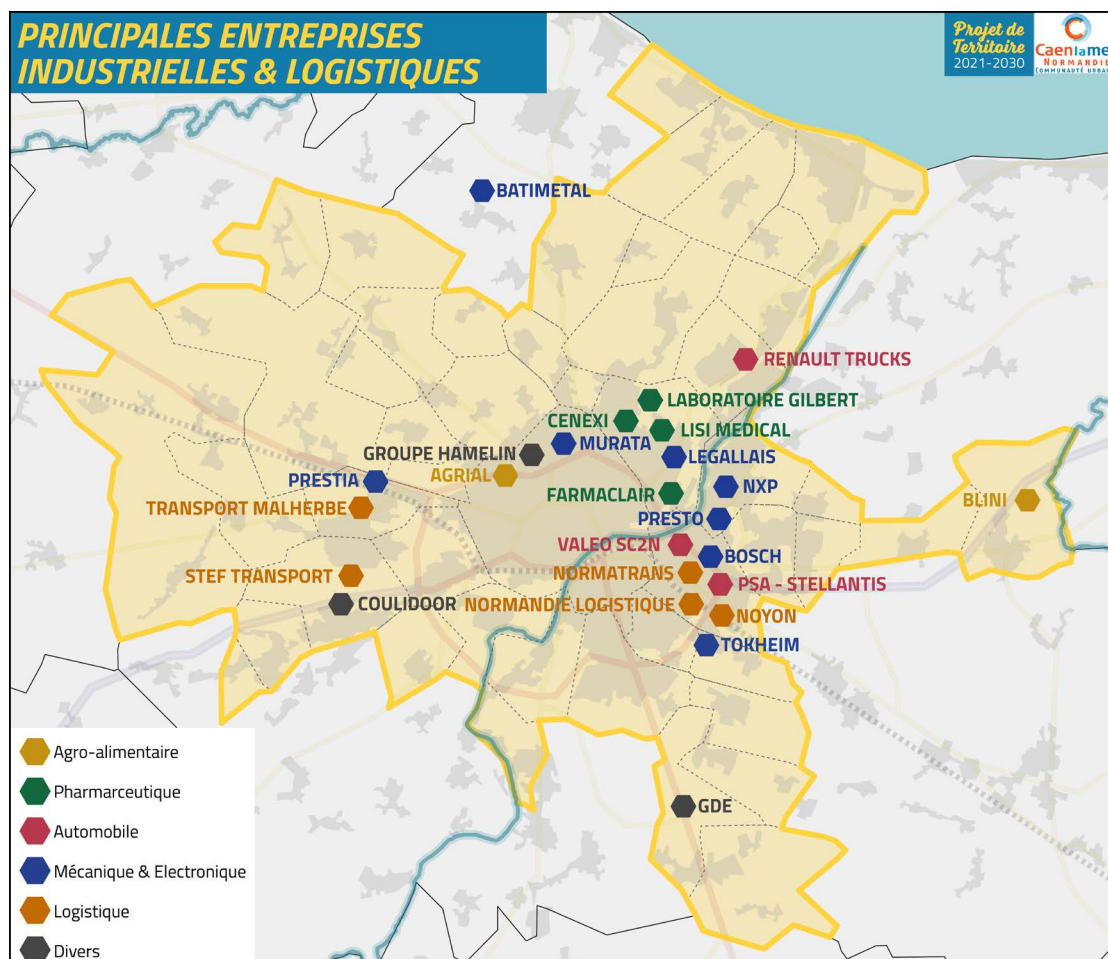 PRINCIPALES ENTREPRISES
INDUSTRIELLES & LOGISTIQUES
Projet de
Territoire
2021-2030
Caen la mer
NORMANDIE
COMMUNAUTÉ URBAINE
BATIMETAL
RENAULT TRUCKS
LABORATOIRE GILBERT
CENEXI
LISI MEDICAL
MURATA
GROUPE HAMELIN
LEGALLAIS
AGRIAL
PRESTIA
NXP
FARMACLAIR
BLINI
TRANSPORT MALHERBE
PRESTO
VALEO SC2N
BOSCH
NORMATRANS
STEF TRANSPORT
PSA - STELLANTIS
COULIDOOR
NORMANDIE LOGISTIQUE
NOYON
TOKHEIM
GDE
Agro-alimentaire
Pharmarceutique
Automobile
Mécanique & Electronique
Logistique
Divers